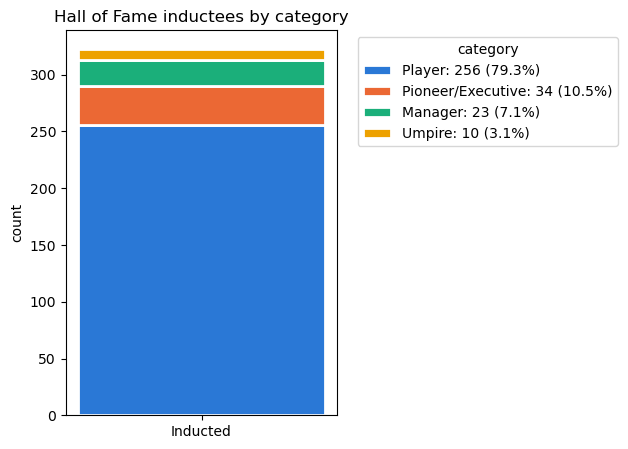 Hall of Fame inductees by category
category
Player: 256 (79.3%)
Pioneer/Executive: 34 (10.5%)
Manager: 23 (7.1%)
Umpire: 10 (3.1%)
count
300
250
200
150
100
50
0
Inducted